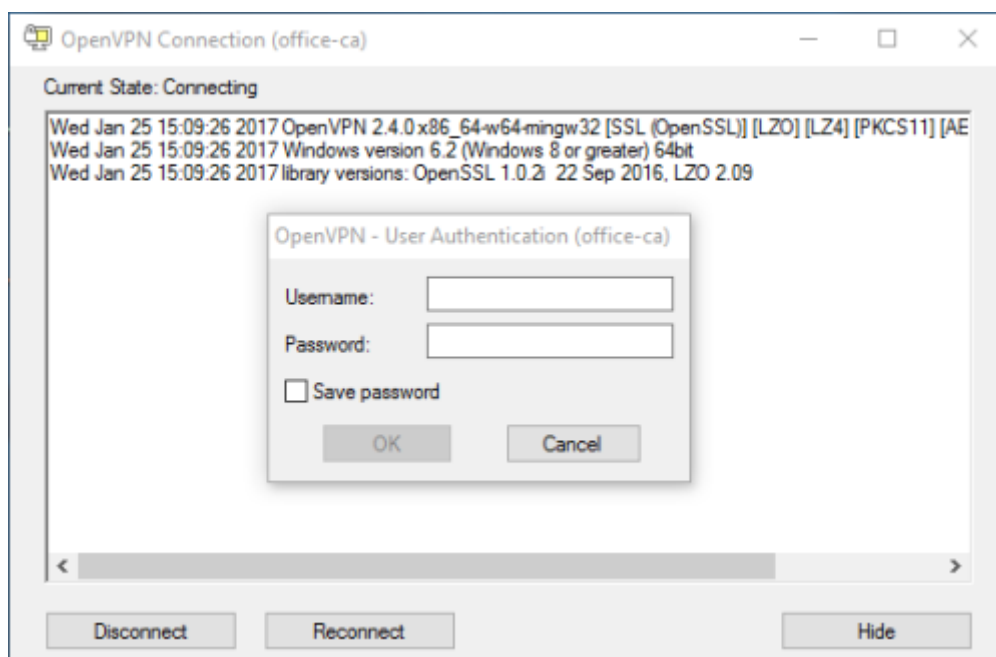 OpenVPN Connection (office-ca)
Current State: Connecting
Wed Jan 25 15:09:26 2017 OpenVPN 2.4.0 x86_64-w64-mingw32 [SSL (OpenSSL)] [LZO] [LZ4] [PKCS11] [AE
Wed Jan 25 15:09:26 2017 Windows version 6.2 (Windows 8 or greater) 64bit
Wed Jan 25 15:09:26 2017 library versions: OpenSSL 1.0.2i  22 Sep 2016, LZO 2.09
OpenVPN - User Authentication (office-ca)
Username:
Password:
Save password
OK Cancel
Disconnect Reconnect Hide